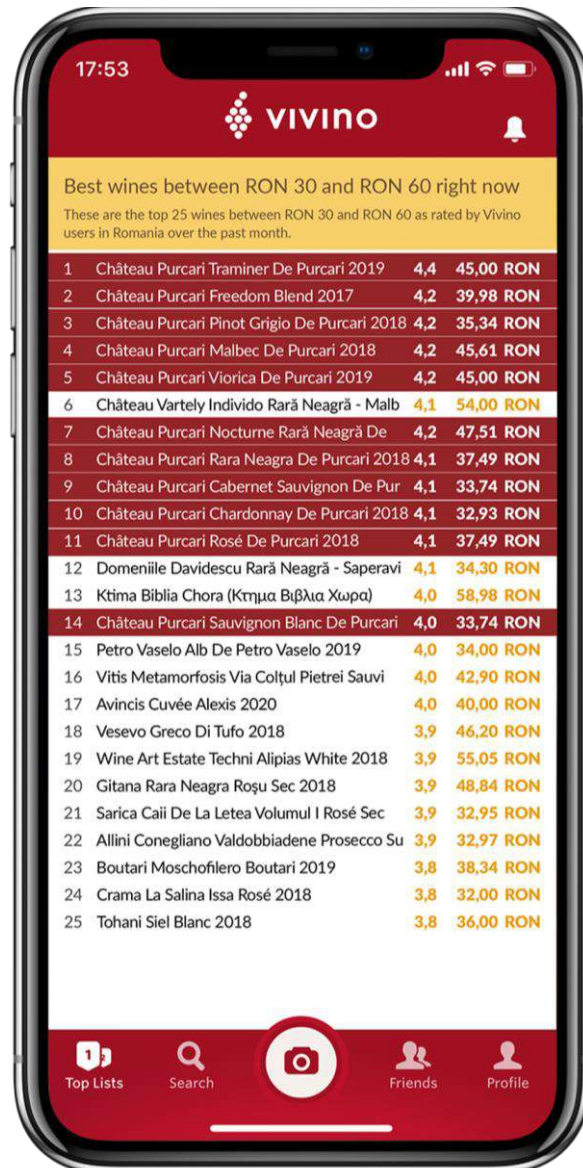 17:53
VIVINO
Best wines between RON 30 and RON 60 right now
These are the top 25 wines between RON 30 and RON 60 as rated by Vivino
users in Romania over the past month.
1 Château Purcari Traminer De Purcari 2019 4,4 45,00 RON
2 Château Purcari Freedom Blend 2017 4,2 39,98 RON
3 Château Purcari Pinot Grigio De Purcari 2018 4,2 35,34 RON
4 Château Purcari Malbec De Purcari 2018 4,2 45,61 RON
5 Château Purcari Viorica De Purcari 2019 4,2 45,00 RON
6 Château Vartely Individo Rară Neagră - Malb 4,1 54,00 RON
7 Château Purcari Nocturne Rară Neagră De 4,2 47,51 RON
8 Château Purcari Rara Neagra De Purcari 2018 4,1 37,49 RON
9 Château Purcari Cabernet Sauvignon De Pur 4,1 33,74 RON
10 Château Purcari Chardonnay De Purcari 2018 4,1 32,93 RON
11 Château Purcari Rosé De Purcari 2018 4,1 37,49 RON
12 Domeniile Davidescu Rară Neagră - Saperavi 4,1 34,30 RON
13 Ktima Biblia Chora (Κτημα Βιβλια Χωρα) 4,0 58,98 RON
14 Château Purcari Sauvignon Blanc De Purcari 4,0 33,74 RON
15 Petro Vaselo Alb De Petro Vaselo 2019 4,0 34,00 RON
16 Vitis Metamorfosis Via Colțul Pietrei Sauvi 4,0 42,90 RON
17 Avincis Cuvée Alexis 2020 4,0 40,00 RON
18 Vesevo Greco Di Tufo 2018 3,9 46,20 RON
19 Wine Art Estate Techni Alipias White 2018 3,9 55,05 RON
20 Gitana Rara Neagra Roşu Sec 2018 3,9 48,84 RON
21 Sarica Caii De La Letea Volumul I Rosé Sec 3,9 32,95 RON
22 Allini Conegliano Valdobbiadene Prosecco Su 3,9 32,97 RON
23 Boutari Moschofilero Boutari 2019 3,8 38,34 RON
24 Crama La Salina Issa Rosé 2018 3,8 32,00 RON
25 Tohani Siel Blanc 2018 3,8 36,00 RON
1 2
Top Lists Search Friends Profile